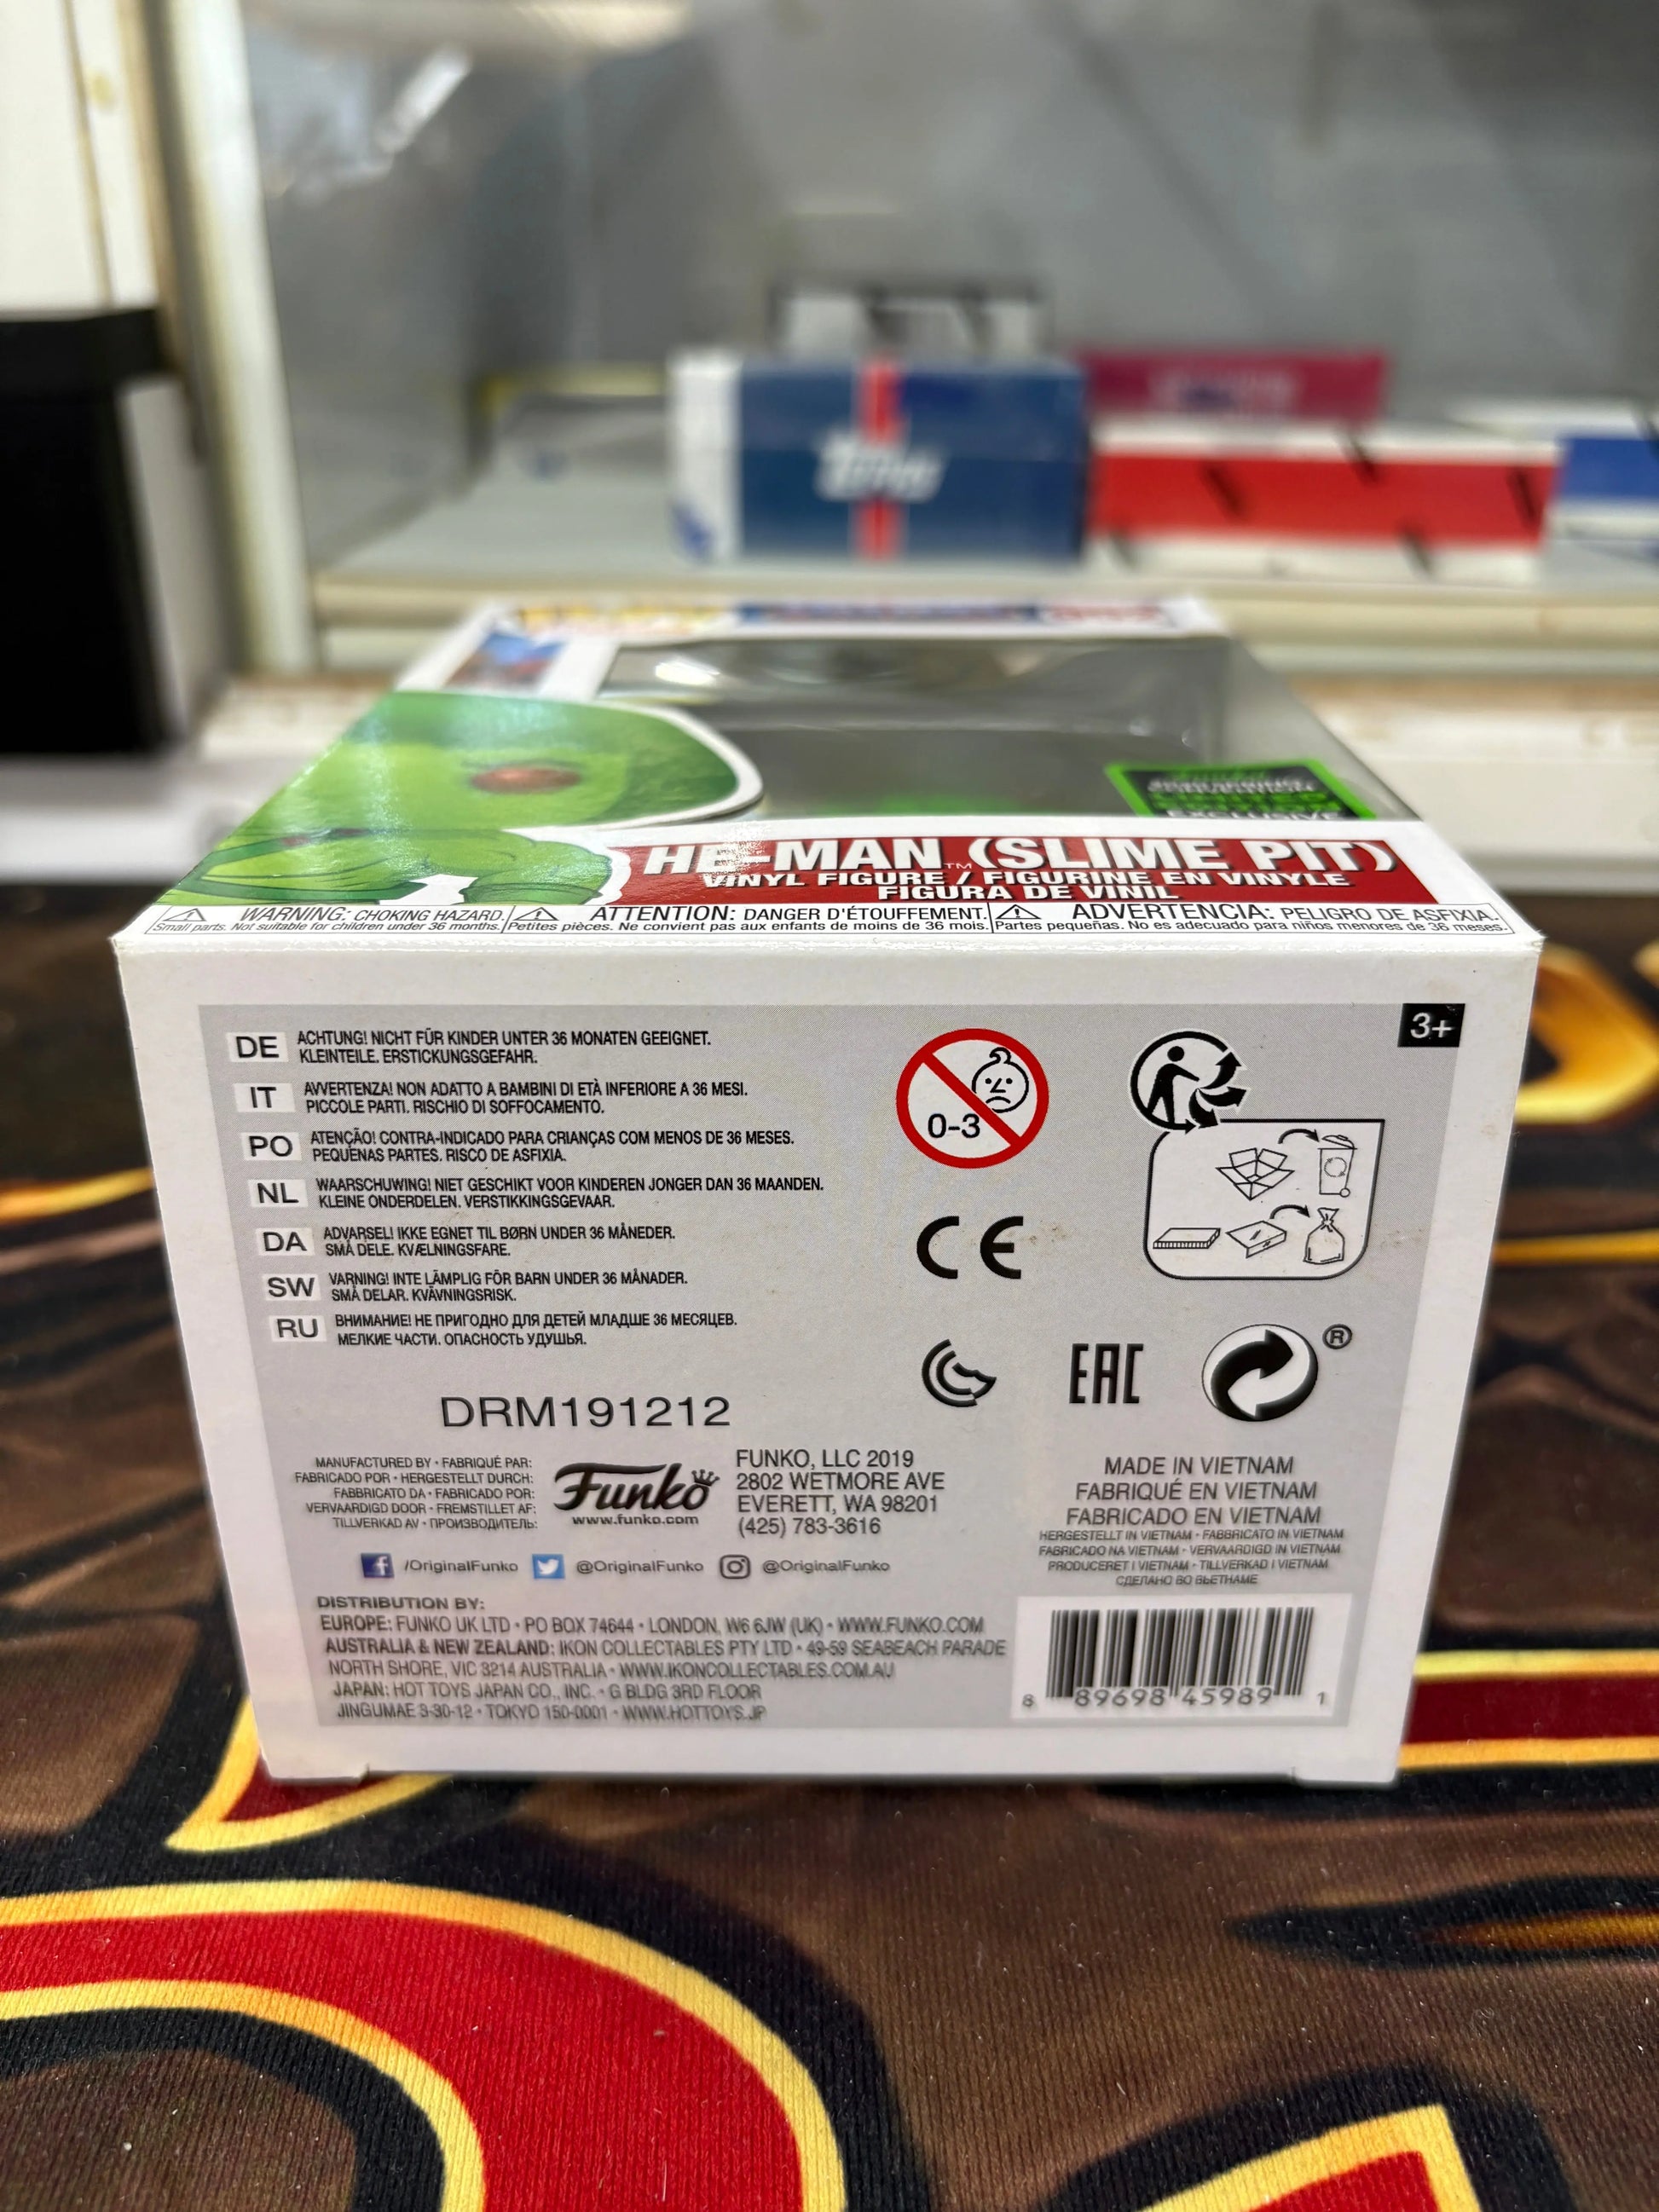 Topps
EXCLUSIVE
HE-MAN™ (SLIME PIT)
VINYL FIGURE / FIGURINE EN VINYLE
FIGURA DE VINIL
WARNING: CHOKING HAZARD.
Small parts. Not suitable for children under 36 months.
ATTENTION: DANGER D'ÉTOUFFEMENT.
Petites pièces. Ne convient pas aux enfants de moins de 36 mois.
ADVERTENCIA: PELIGRO DE ASFIXIA.
Partes pequeñas. No es adecuado para niños menores de 36 meses.
3+
DE ACHTUNG! NICHT FÜR KINDER UNTER 36 MONATEN GEEIGNET.
KLEINTEILE. ERSTICKUNGSGEFAHR.
IT AVVERTENZA! NON ADATTO A BAMBINI DI ETÀ INFERIORE A 36 MESI.
PICCOLE PARTI. RISCHIO DI SOFFOCAMENTO.
PO ATENÇÃO! CONTRA-INDICADO PARA CRIANÇAS COM MENOS DE 36 MESES.
PEQUENAS PARTES. RISCO DE ASFIXIA.
NL WAARSCHUWING! NIET GESCHIKT VOOR KINDEREN JONGER DAN 36 MAANDEN.
KLEINE ONDERDELEN. VERSTIKKINGSGEVAAR.
DA ADVARSEL! IKKE EGNET TIL BØRN UNDER 36 MÅNEDER.
SMÅ DELE. KVÆLNINGSFARE.
SW VARNING! INTE LÄMPLIG FÖR BARN UNDER 36 MÅNADER.
SMÅ DELAR. KVÄVNINGSRISK.
RU ВНИМАНИЕ! НЕ ПРИГОДНО ДЛЯ ДЕТЕЙ МЛАДШЕ 36 МЕСЯЦЕВ.
МЕЛКИЕ ЧАСТИ. ОПАСНОСТЬ УДУШЬЯ.
0-3
CE
EAC
®
DRM191212
MANUFACTURED BY • FABRIQUÉ PAR:
FABRICADO POR • HERGESTELLT DURCH:
FABBRICATO DA • FABRICADO POR:
VERVAARDIGD DOOR • FREMSTILLET AF:
TILLVERKAD AV • ПРОИЗВОДИТЕЛЬ:
Funko
www.funko.com
FUNKO, LLC 2019
2802 WETMORE AVE
EVERETT, WA 98201
(425) 783-3616
MADE IN VIETNAM
FABRIQUÉ EN VIETNAM
FABRICADO EN VIETNAM
HERGESTELLT IN VIETNAM • FABBRICATO IN VIETNAM
FABRICADO NA VIETNAM • VERVAARDIGD IN VIETNAM
PRODUCERET I VIETNAM • TILLVERKAD I VIETNAM
СДЕЛАНО ВО ВЬЕТНАМЕ
f /OriginalFunko @OriginalFunko @OriginalFunko
DISTRIBUTION BY:
EUROPE: FUNKO UK LTD • PO BOX 74644 • LONDON, W6 6JW (UK) • WWW.FUNKO.COM
AUSTRALIA & NEW ZEALAND: IKON COLLECTABLES PTY LTD • 49-59 SEABEACH PARADE
NORTH SHORE, VIC 3214 AUSTRALIA • WWW.IKONCOLLECTABLES.COM.AU
JAPAN: HOT TOYS JAPAN CO., INC. • G BLDG 3RD FLOOR
JINGUMAE 3-30-12 • TOKYO 150-0001 • WWW.HOTTOYS.JP
8 89698 45989 1